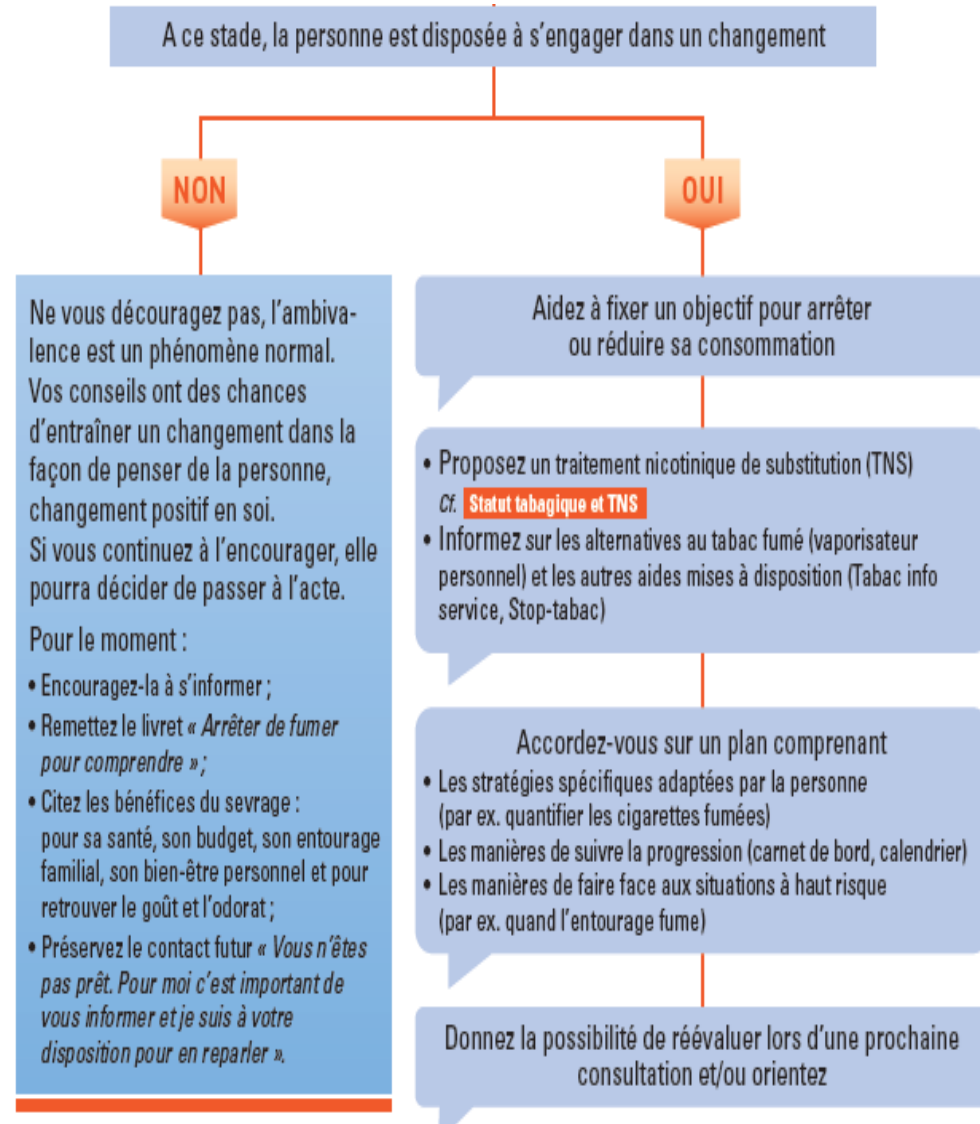 A ce stade, la personne est disposée à s’engager dans un changement
NON
OUI
Ne vous découragez pas, l’ambiva-
lence est un phénomène normal.
Vos conseils ont des chances
d’entraîner un changement dans la
façon de penser de la personne,
changement positif en soi.
Si vous continuez à l’encourager, elle
pourra décider de passer à l’acte.
Pour le moment :
• Encouragez-la à s’informer ;
• Remettez le livret « Arrêter de fumer
pour comprendre » ;
• Citez les bénéfices du sevrage :
pour sa santé, son budget, son entourage
familial, son bien-être personnel et pour
retrouver le goût et l’odorat ;
• Préservez le contact futur « Vous n’êtes
pas prêt. Pour moi c’est important de
vous informer et je suis à votre
disposition pour en reparler ».
Aidez à fixer un objectif pour arrêter
ou réduire sa consommation
• Proposez un traitement nicotinique de substitution (TNS)
Cf. Statut tabagique et TNS
• Informez sur les alternatives au tabac fumé (vaporisateur
personnel) et les autres aides mises à disposition (Tabac info
service, Stop-tabac)
Accordez-vous sur un plan comprenant
• Les stratégies spécifiques adaptées par la personne
(par ex. quantifier les cigarettes fumées)
• Les manières de suivre la progression (carnet de bord, calendrier)
• Les manières de faire face aux situations à haut risque
(par ex. quand l’entourage fume)
Donnez la possibilité de réévaluer lors d’une prochaine
consultation et/ou orientez